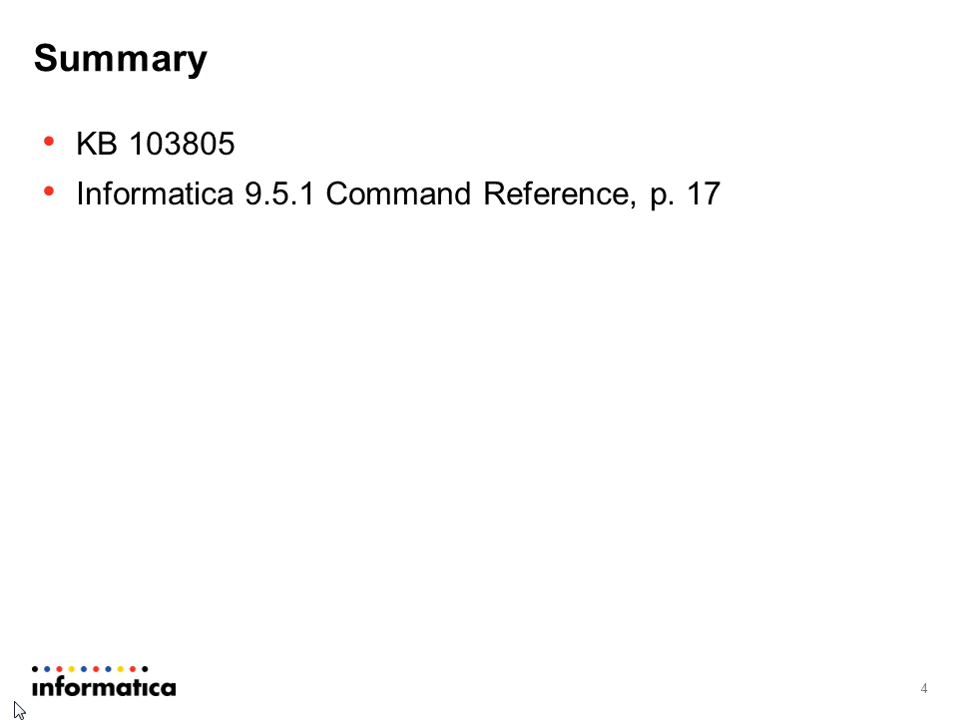 Summary
• KB 103805
• Informatica 9.5.1 Command Reference, p. 17
informatica
4